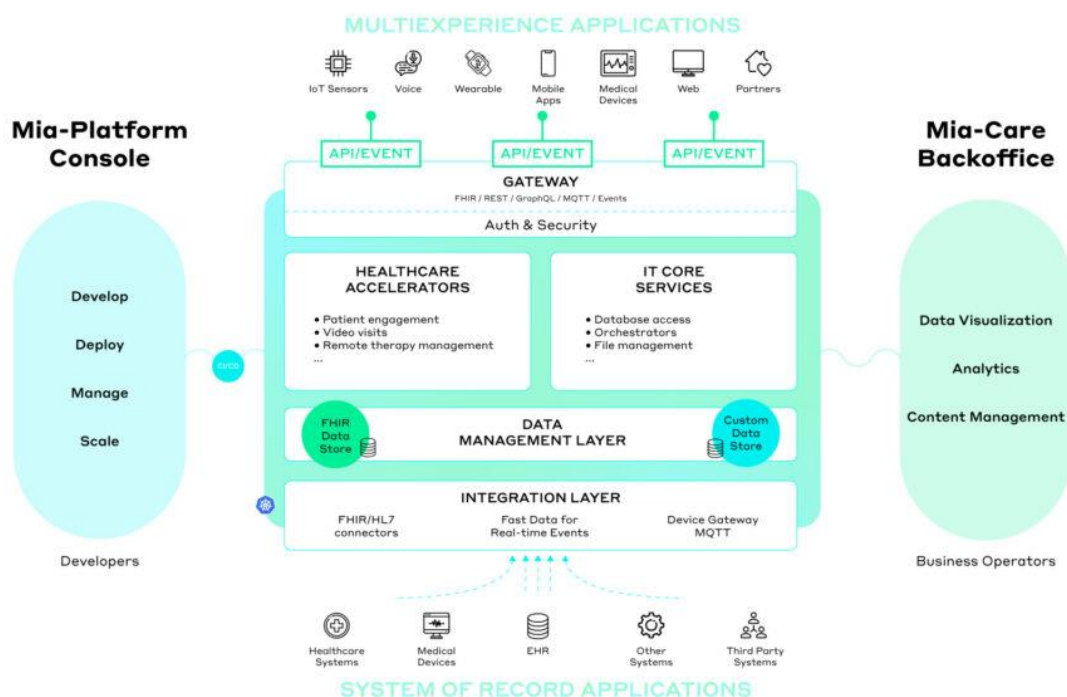 MULTIEXPERIENCE APPLICATIONS
IoT Sensors
Voice
Wearable
Mobile
Apps
Medical
Devices
Web
Partners
Mia-Platform
Console
Mia-Care
Backoffice
API/EVENT
API/EVENT
API/EVENT
GATEWAY
FHIR / REST / GraphQL / MQTT / Events
Auth & Security
HEALTHCARE
ACCELERATORS
• Patient engagement
• Video visits
• Remote therapy management
...
IT CORE
SERVICES
• Database access
• Orchestrators
• File management
...
Develop
Deploy
Manage
Scale
CI/CD
Data Visualization
Analytics
Content Management
FHIR
Data
Store
DATA
MANAGEMENT LAYER
Custom
Data
Store
INTEGRATION LAYER
FHIR/HL7
connectors
Fast Data for
Real-time Events
Device Gateway
MQTT
Developers
Business Operators
Healthcare
Systems
Medical
Devices
EHR
Other
Systems
Third Party
Systems
SYSTEM OF RECORD APPLICATIONS